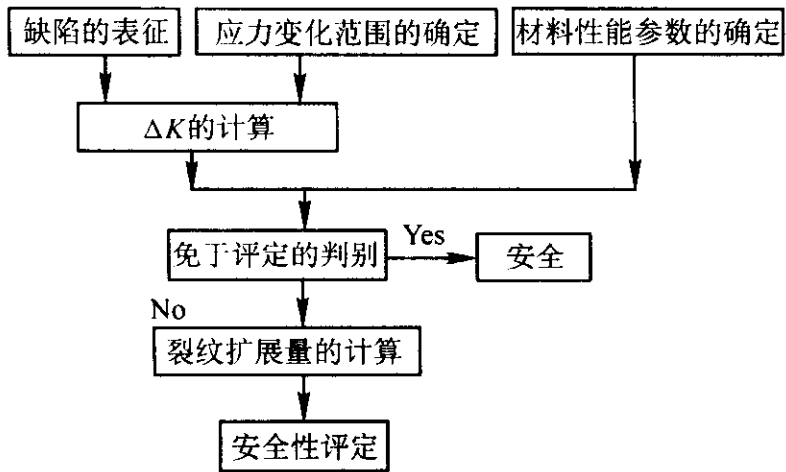 缺陷的表征
应力变化范围的确定
材料性能参数的确定
ΔK的计算
免于评定的判别
Yes
安全
No
裂纹扩展量的计算
安全性评定